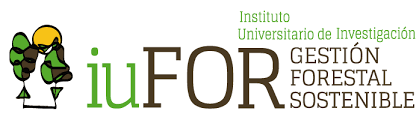 Instituto
Universitario de Investigación
iuFOR
GESTIÓN
FORESTAL
SOSTENIBLE